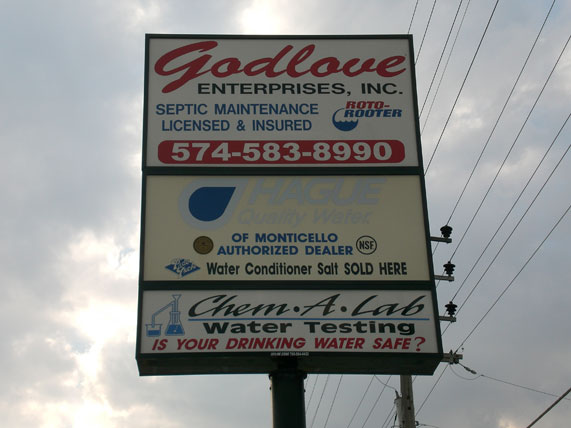 Godlove
ENTERPRISES, INC.
SEPTIC MAINTENANCE
LICENSED & INSURED
ROTO-
ROOTER
574-583-8990
HAGUE
Quality Water
OF MONTICELLO
AUTHORIZED DEALER
NSF
Water Conditioner Salt SOLD HERE
Chem•A•Lab
Water Testing
IS YOUR DRINKING WATER SAFE?